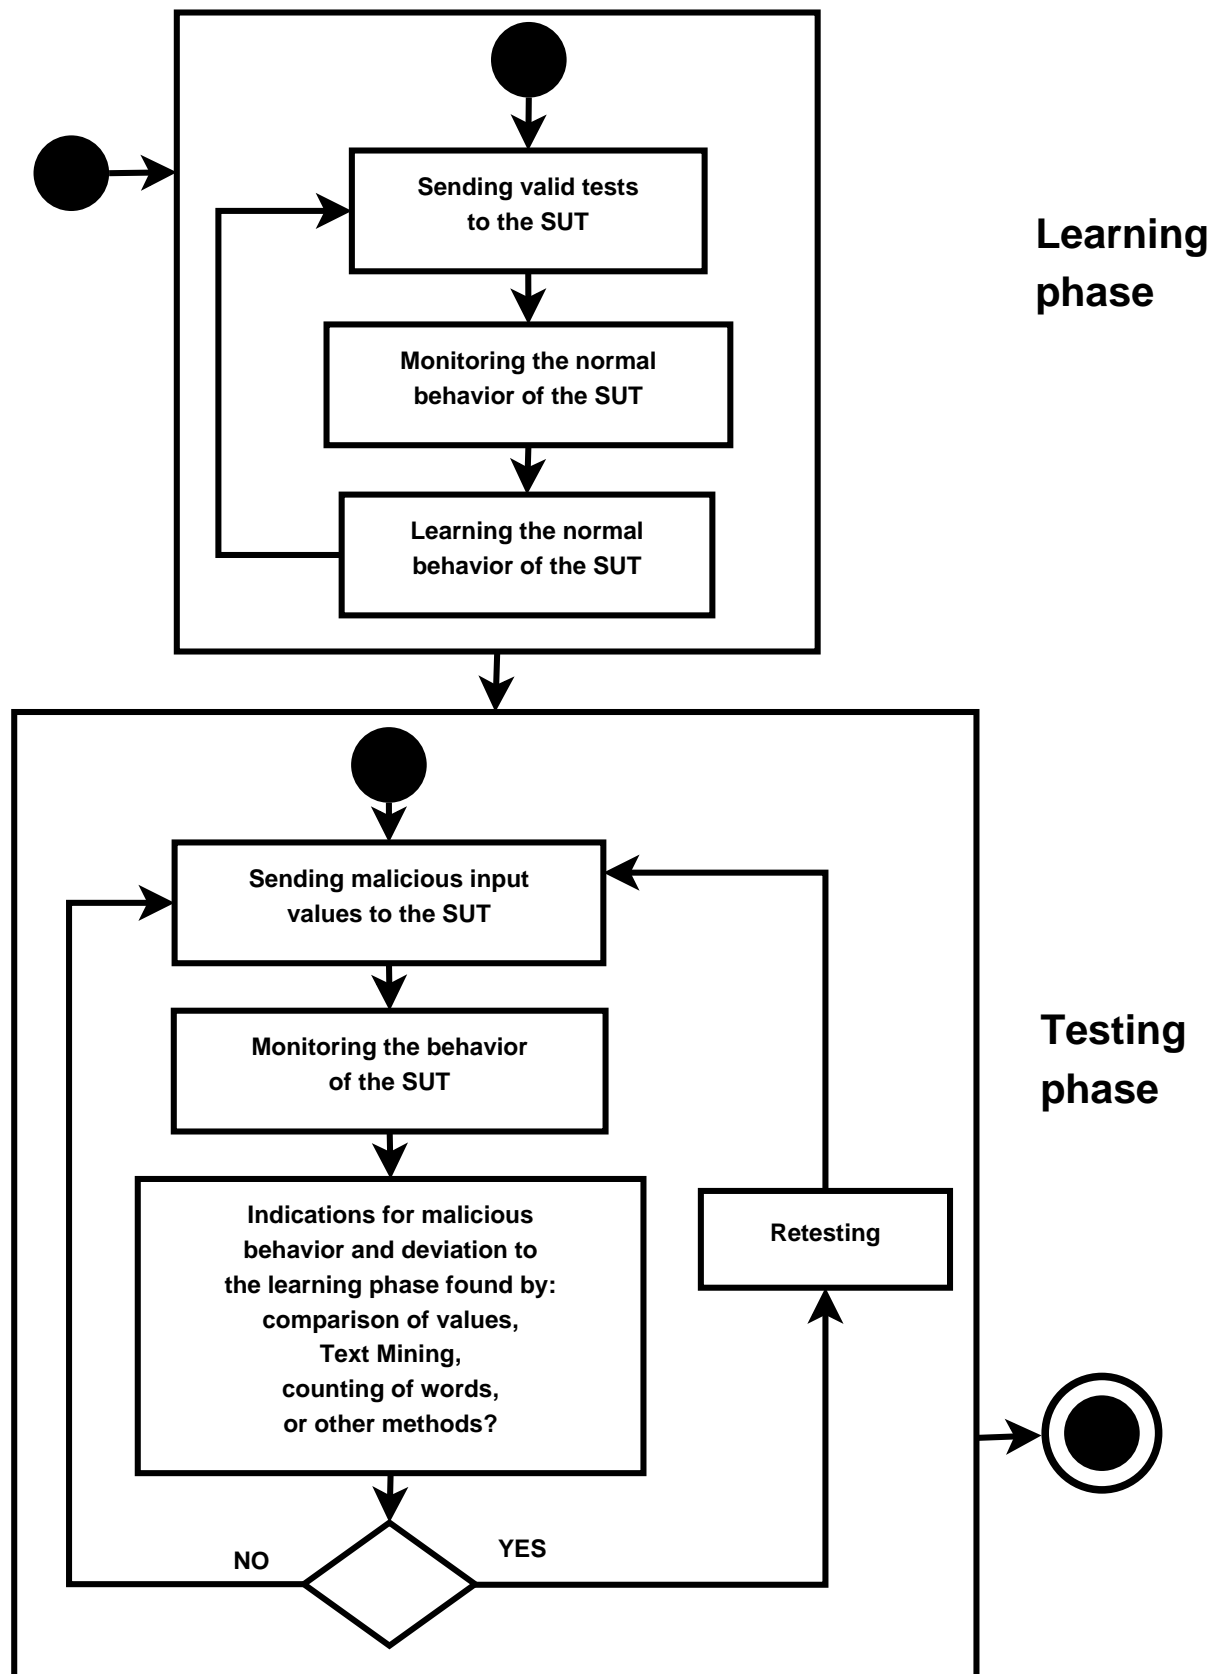 Sending valid tests
to the SUT
Learning
phase
Monitoring the normal
behavior of the SUT
Learning the normal
behavior of the SUT
Sending malicious input
values to the SUT
Monitoring the behavior
of the SUT
Testing
phase
Indications for malicious
behavior and deviation to
the learning phase found by:
comparison of values,
Text Mining,
counting of words,
or other methods?
Retesting
NO
YES